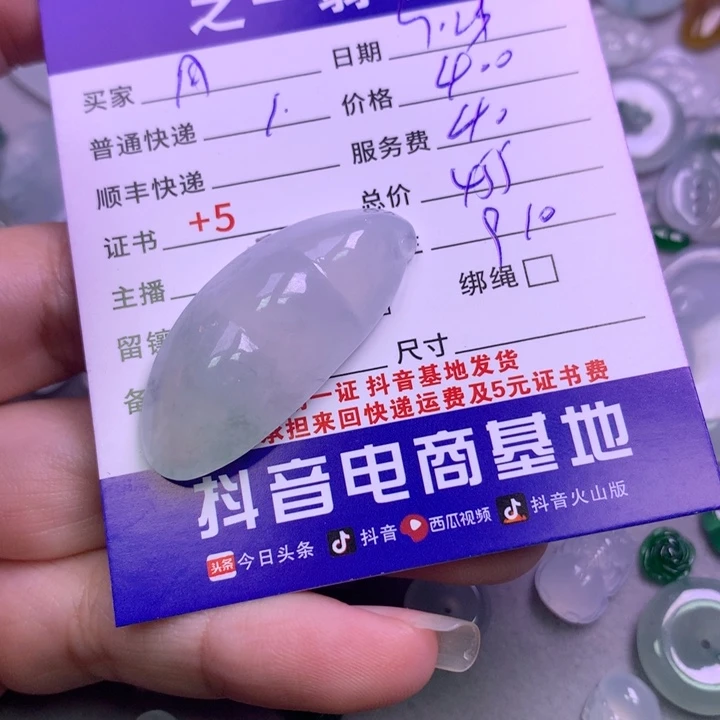 买家 A 日期
普通快递 1. 价格 400
顺丰快递 服务费 40
证书 +5 总价 455
主播 910
留镶 绑绳
备 尺寸
一证 抖音基地发货
承担来回快递运费及5元证书费
抖音电商基地
头条 今日头条 抖音 西瓜视频 抖音火山版